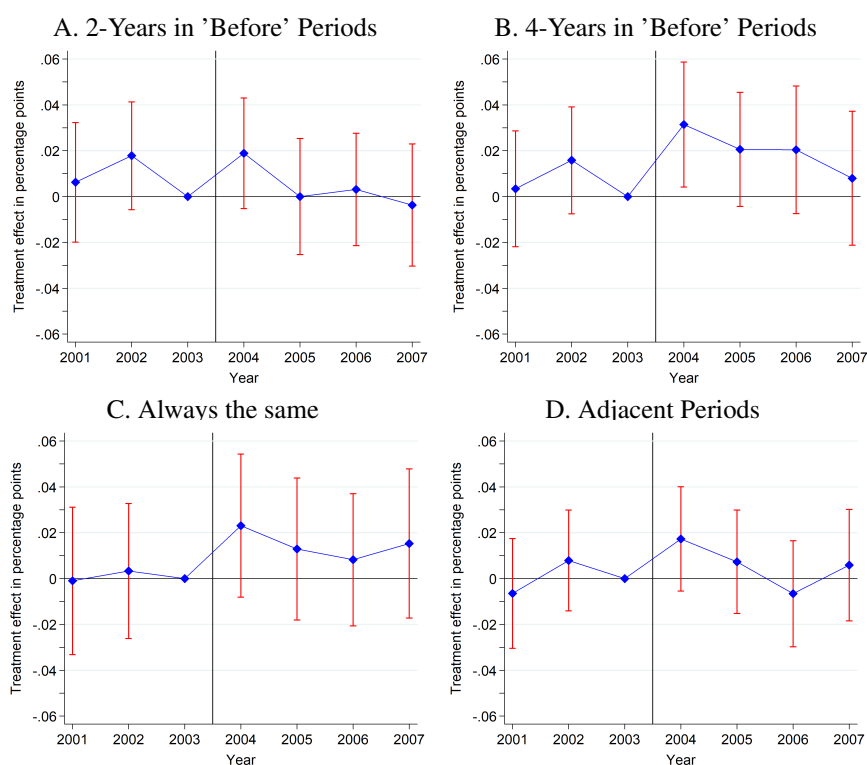 A. 2-Years in ’Before’ Periods
Treatment effect in percentage points
.06
.04
.02
0
-.02
-.04
-.06
2001 2002 2003 2004 2005 2006 2007
Year
B. 4-Years in ’Before’ Periods
Treatment effect in percentage points
.06
.04
.02
0
-.02
-.04
-.06
2001 2002 2003 2004 2005 2006 2007
Year
C. Always the same
Treatment effect in percentage points
.06
.04
.02
0
-.02
-.04
-.06
2001 2002 2003 2004 2005 2006 2007
Year
D. Adjacent Periods
Treatment effect in percentage points
.06
.04
.02
0
-.02
-.04
-.06
2001 2002 2003 2004 2005 2006 2007
Year